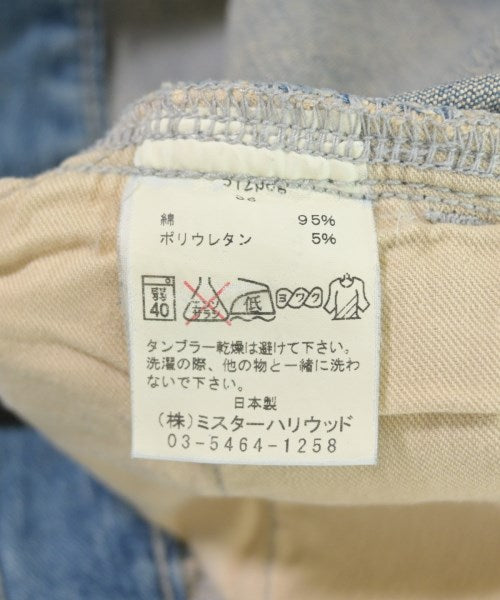 綿 95%
ポリウレタン 5%
40 低 ヨワク
タンブラー乾燥は避けて下さい。
洗濯の際、他の物と一緒に洗わ
ないで下さい。
日本製
(株)ミスターハリウッド
03-5464-1258